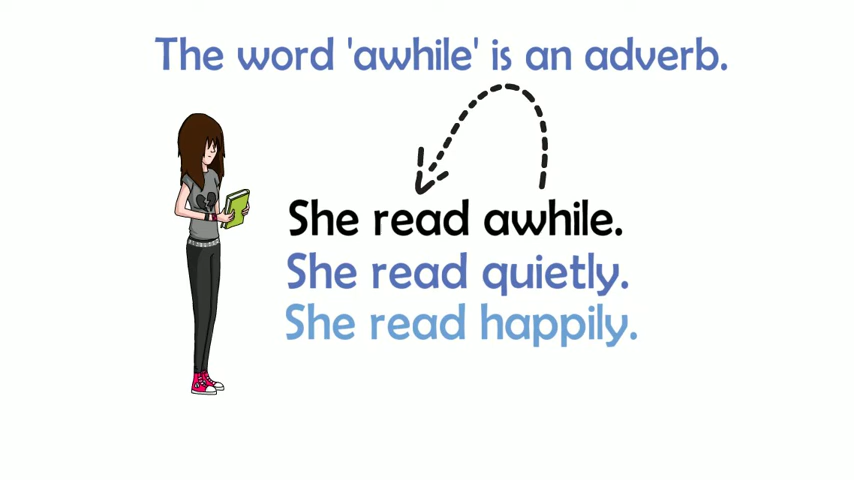 The word 'awhile' is an adverb.
She read awhile.
She read quietly.
She read happily.